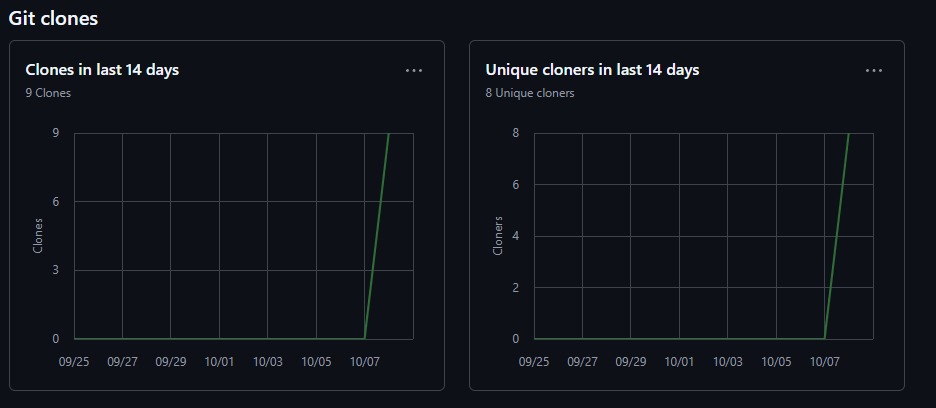 Git clones
Clones in last 14 days
9 Clones
9
6
3
0
Clones
09/25 09/27 09/29 10/01 10/03 10/05 10/07
Unique cloners in last 14 days
8 Unique cloners
8
6
4
2
0
Cloners
09/25 09/27 09/29 10/01 10/03 10/05 10/07